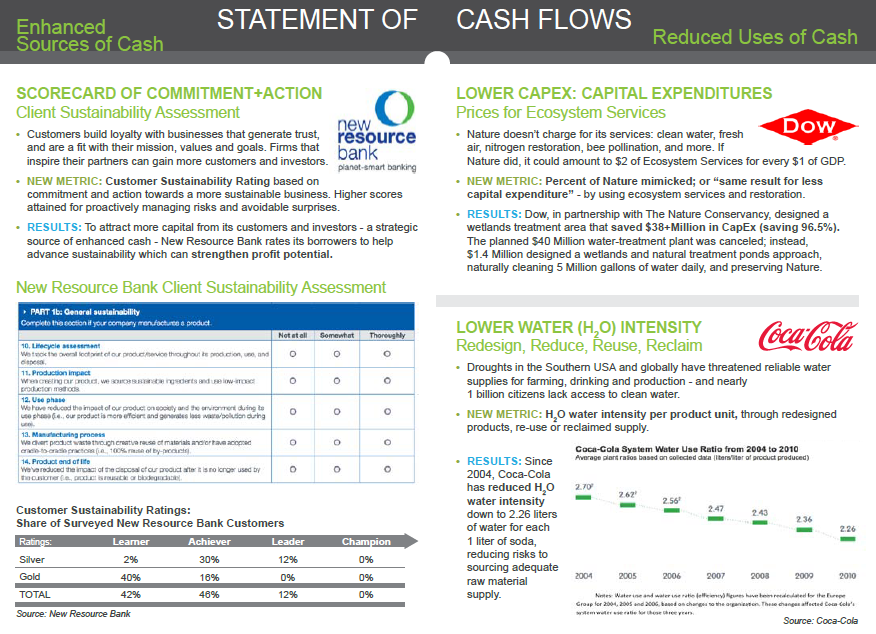 Enhanced
Sources of Cash
STATEMENT OF CASH FLOWS
Reduced Uses of Cash
SCORECARD OF COMMITMENT+ACTION
Client Sustainability Assessment
new
resource
bank
planet-smart banking
• Customers build loyalty with businesses that generate trust,
and are a fit with their mission, values and goals. Firms that
inspire their partners can gain more customers and investors.
• NEW METRIC: Customer Sustainability Rating based on
commitment and action towards a more sustainable business. Higher scores
attained for proactively managing risks and avoidable surprises.
• RESULTS: To attract more capital from its customers and investors - a strategic
source of enhanced cash - New Resource Bank rates its borrowers to help
advance sustainability which can strengthen profit potential.
New Resource Bank Client Sustainability Assessment
PART 1b: General sustainability
Complete this section if your company manufactures a product.
Not at all Somewhat Thoroughly
10. Lifecycle assessment
We track the overall footprint of our product/service throughout its production, use, and
disposal.
11. Production impact
When creating our product, we source sustainable ingredients and use low-impact
production methods.
12. Use phase
We have reduced the impact of our product on society and the environment during its
use phase (i.e., our product is more efficient and generates less waste/pollution during
use).
13. Manufacturing process
We divert product waste through creative reuse of materials and/or have adopted
cradle-to-cradle practices (i.e., 100% reuse of by-products).
14. Product end of life
We've reduced the impact of the disposal of our product after it is no longer used by
the customer (i.e., product is reusable or biodegradable).
Customer Sustainability Ratings:
Share of Surveyed New Resource Bank Customers
Ratings: Learner Achiever Leader Champion
Silver 2% 30% 12% 0%
Gold 40% 16% 0% 0%
TOTAL 42% 46% 12% 0%
Source: New Resource Bank
LOWER CAPEX: CAPITAL EXPENDITURES
Prices for Ecosystem Services
Dow
• Nature doesn't charge for its services: clean water, fresh
air, nitrogen restoration, bee pollination, and more. If
Nature did, it could amount to $2 of Ecosystem Services for every $1 of GDP.
• NEW METRIC: Percent of Nature mimicked; or “same result for less
capital expenditure” - by using ecosystem services and restoration.
• RESULTS: Dow, in partnership with The Nature Conservancy, designed a
wetlands treatment area that saved $38+Million in CapEx (saving 96.5%).
The planned $40 Million water-treatment plant was canceled; instead,
$1.4 Million designed a wetlands and natural treatment ponds approach,
naturally cleaning 5 Million gallons of water daily, and preserving Nature.
LOWER WATER (H2O) INTENSITY
Redesign, Reduce, Reuse, Reclaim
Coca-Cola
• Droughts in the Southern USA and globally have threatened reliable water
supplies for farming, drinking and production - and nearly
1 billion citizens lack access to clean water.
• NEW METRIC: H2O water intensity per product unit, through redesigned
products, re-use or reclaimed supply.
• RESULTS: Since
2004, Coca-Cola
has reduced H2O
water intensity
down to 2.26 liters
of water for each
1 liter of soda,
reducing risks to
sourcing adequate
raw material
supply.
Coca-Cola System Water Use Ratio from 2004 to 2010
Average plant ratios based on collected data (liters/liter of product produced)
2.70² 2.62² 2.56² 2.47 2.43 2.36 2.26
2004 2005 2006 2007 2008 2009 2010
Notes: Water use and water use ratio (efficiency) figures have been recalculated for the Europe
Group for 2004, 2005 and 2006, based on changes to the organization. These changes affected Coca-Cola's
system water use ratio for those three years.
Source: Coca-Cola